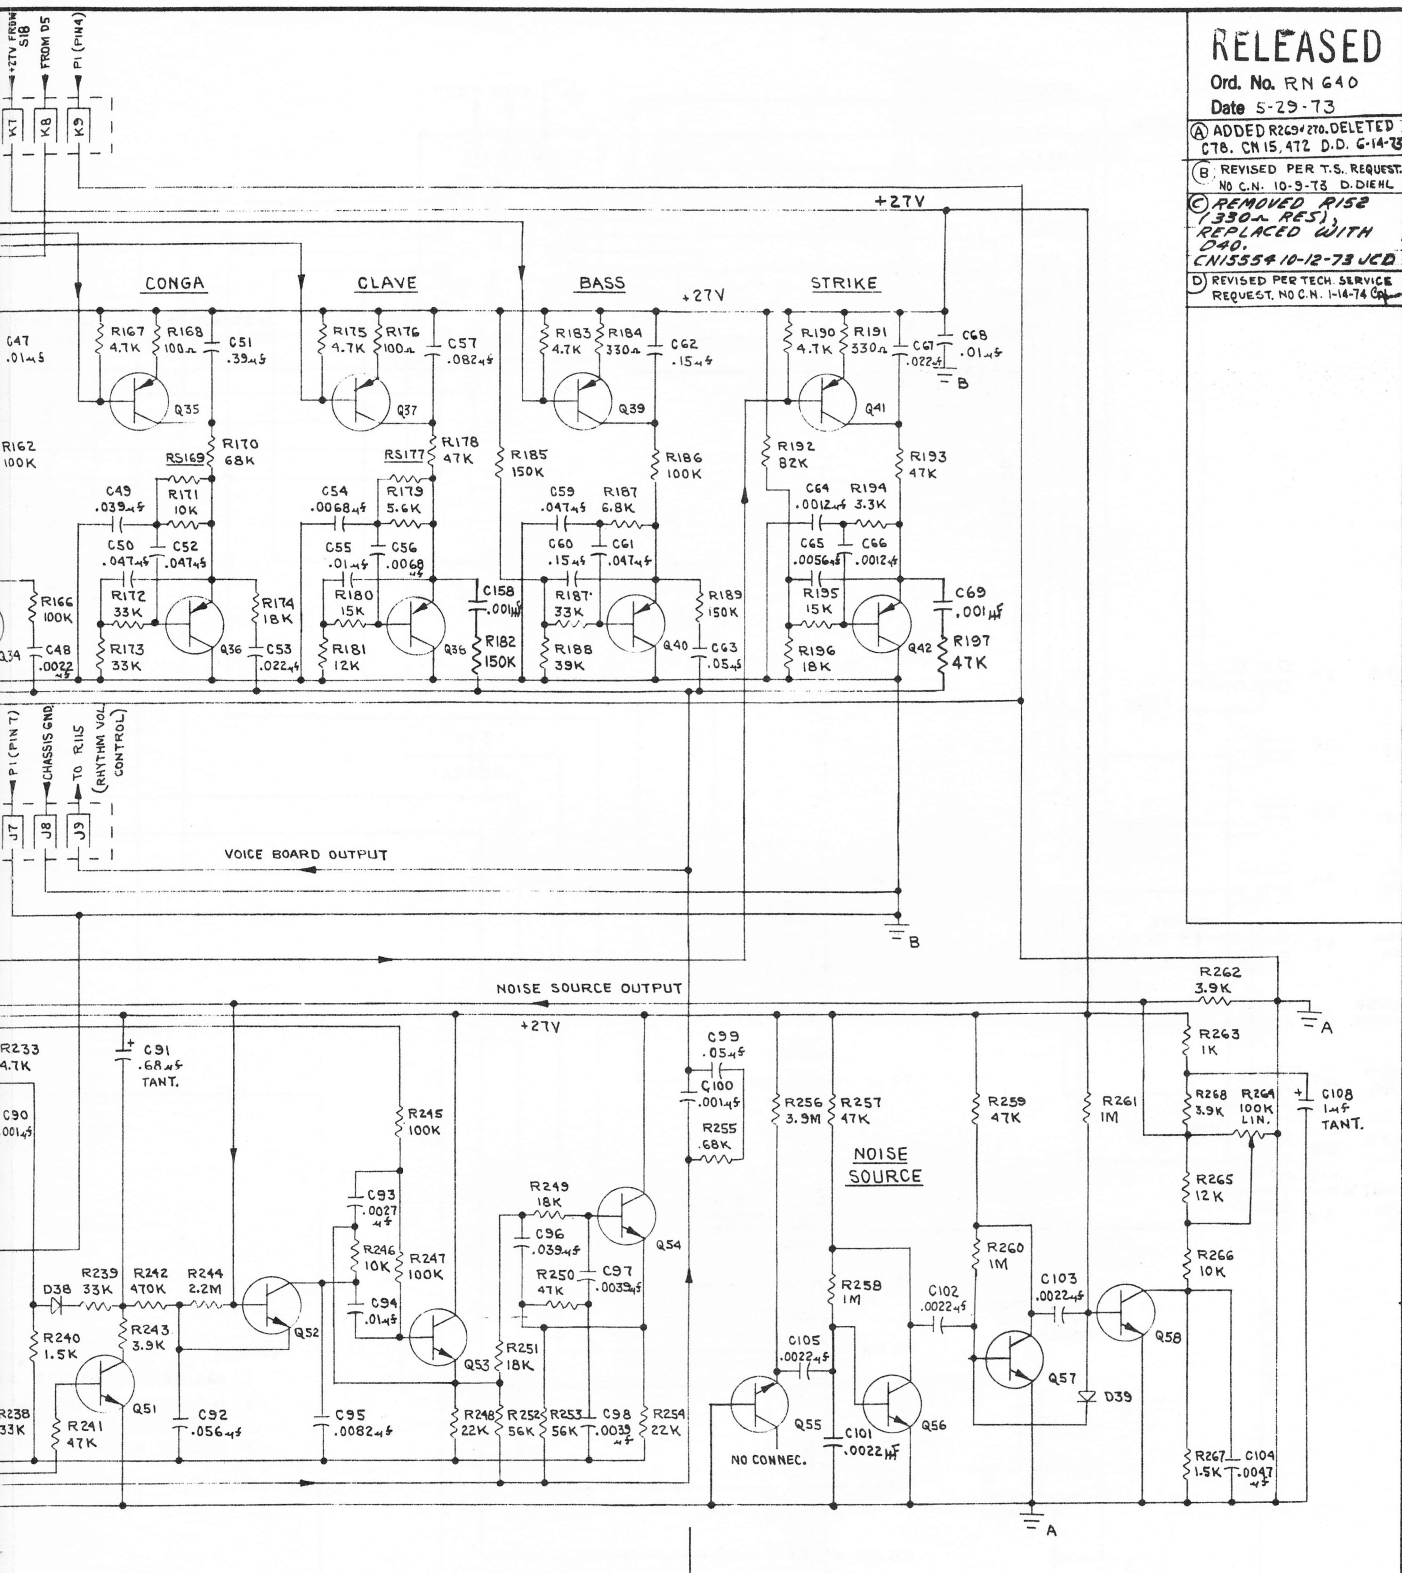 +27V FROM
S18
FROM D5
P1 (PIN4)
K7
K8
K9
RELEASED
Ord. No. RN 640
Date 5-29-73
A ADDED R269&270. DELETED
C78. CN 15,472 D.D. 6-14-73
B REVISED PER T.S. REQUEST.
NO C.N. 10-9-73 D. DIEHL
C REMOVED R152
(330Ω RES),
REPLACED WITH
D40.
CN15554 10-12-73 JCD
D REVISED PER TECH. SERVICE
REQUEST. NO C.N. 1-14-74
+27V
CONGA
CLAVE
BASS
+27V
STRIKE
C47
.01µf
R167
4.7K
R168
100Ω
C51
.39µf
R175
4.7K
R176
100Ω
C57
.082µf
R183
4.7K
R184
330Ω
C62
.15µf
R190
4.7K
R191
330Ω
C67
.022µf
C68
.01µf
B
Q35
Q37
Q39
Q41
R162
100K
R170
68K
RS169
R178
47K
RS177
R185
150K
R186
100K
R192
82K
R193
47K
C49
.039µf
R171
10K
C54
.0068µf
R179
5.6K
C59
.047µf
R187
6.8K
C64
.0012µf
R194
3.3K
C50
.047µf
C52
.047µf
C55
.01µf
C56
.0068
µf
C60
.15µf
C61
.047µf
C65
.0056µf
C66
.0012µf
R166
100K
R172
33K
R174
18K
R180
15K
C158
.001µf
R187
33K
R189
150K
R195
15K
C69
.001µf
Q34
C48
.0022
µf
R173
33K
Q36
C53
.022µf
R181
12K
Q38
R182
150K
R188
39K
Q40
C63
.05µf
R196
18K
Q42
R197
47K
P1 (PIN 7)
CHASSIS GND
TO R115
(RHYTHM VOL.
CONTROL)
J7
J8
J9
VOICE BOARD OUTPUT
B
NOISE SOURCE OUTPUT
+27V
R262
3.9K
A
R233
4.7K
C91
.68µf
TANT.
+
C99
.05µf
C100
.001µf
R255
.68K
R263
1K
C90
.001µf
R245
100K
R256
3.9M
R257
47K
R259
47K
R261
1M
R268
3.9K
R264
100K
LIN.
+
C108
1µf
TANT.
NOISE
SOURCE
C93
.0027
µf
R249
18K
R265
12K
R246
10K
R247
100K
C96
.039µf
Q54
R260
1M
R266
10K
D38
R239
33K
R242
470K
R244
2.2M
R250
47K
C97
.0039µf
R258
1M
C102
.0022µf
C103
.0022µf
C94
.01µf
R240
1.5K
R243
3.9K
Q52
Q53
R251
18K
C105
.0022µf
Q57
Q58
D39
R238
33K
R241
47K
Q51
C92
.056µf
C95
.0082µf
R248
22K
R252
56K
R253
56K
C98
.0039
µf
R254
22K
Q55
NO CONNEC.
C101
.0022µf
Q56
R267
1.5K
C104
.0047
µf
A